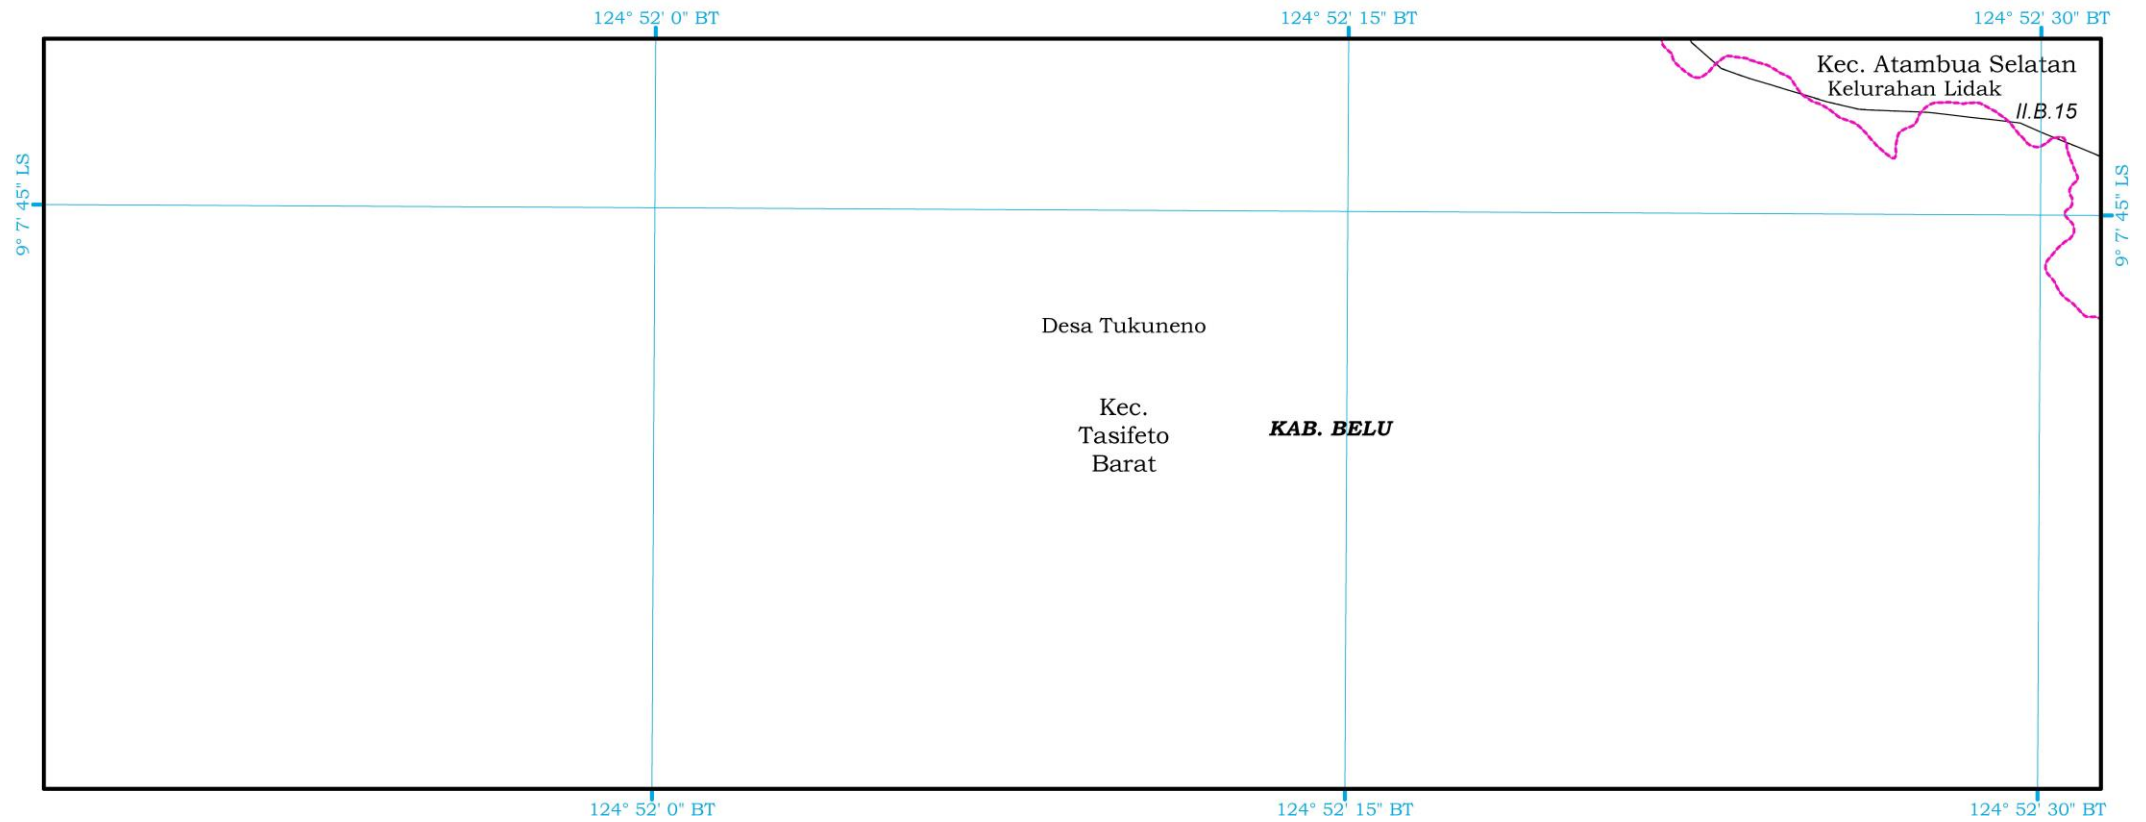 124° 52' 0" BT
124° 52' 15" BT
124° 52' 30" BT
Kec. Atambua Selatan
Kelurahan Lidak
II.B.15
9° 7' 45" LS
9° 7' 45" LS
Desa Tukuneno
Kec.
Tasifeto
Barat
KAB. BELU
124° 52' 0" BT
124° 52' 15" BT
124° 52' 30" BT